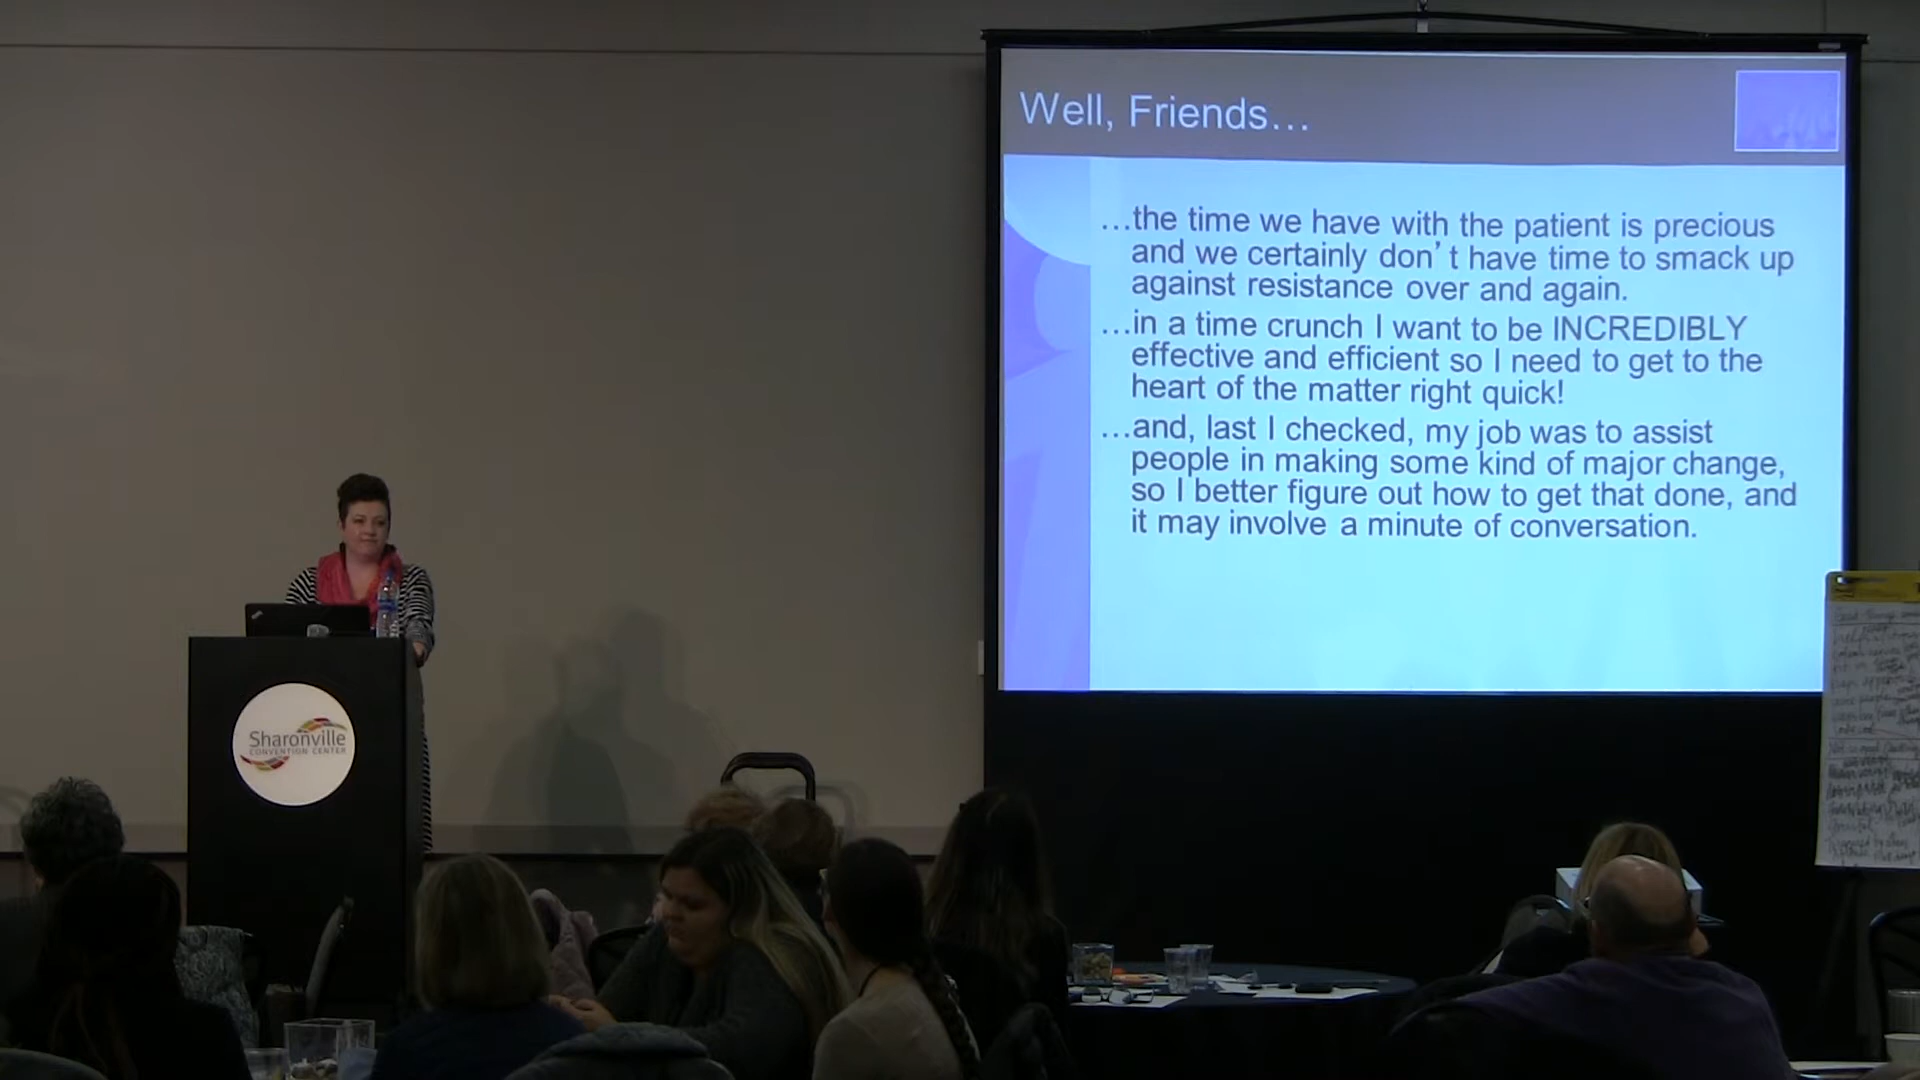 Well, Friends…
…the time we have with the patient is precious
and we certainly don’t have time to smack up
against resistance over and again.
…in a time crunch I want to be INCREDIBLY
effective and efficient so I need to get to the
heart of the matter right quick!
…and, last I checked, my job was to assist
people in making some kind of major change,
so I better figure out how to get that done, and
it may involve a minute of conversation.
Sharonville
CONVENTION CENTER